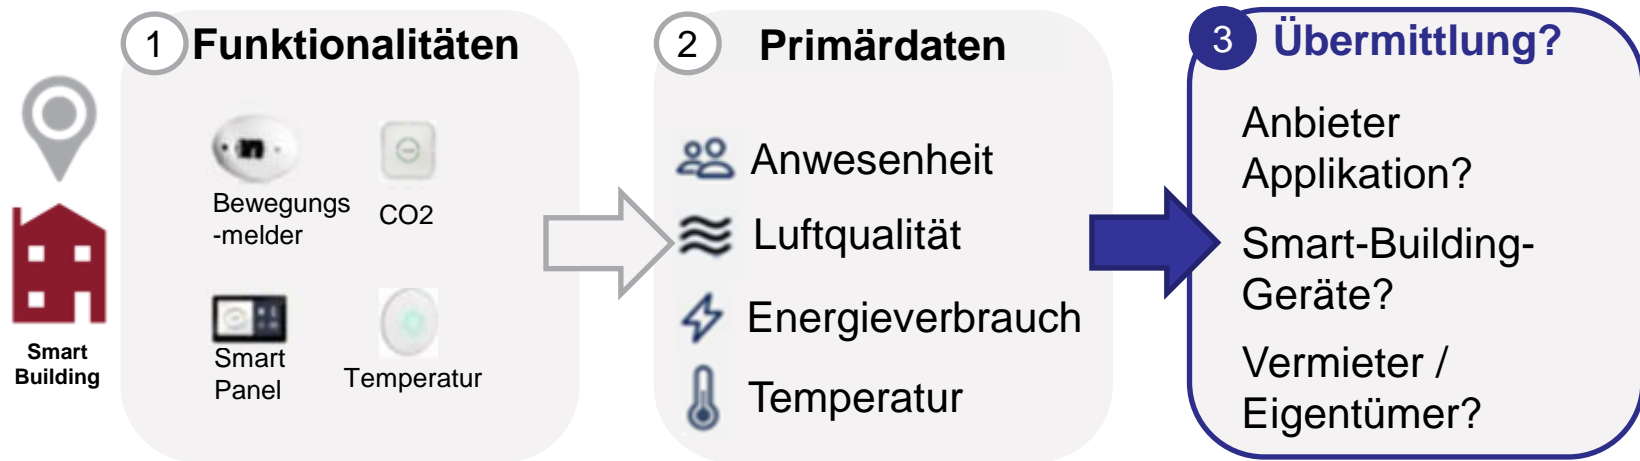 Smart
Building
1 Funktionalitäten
Bewegungs
-melder
CO2
Smart
Panel
Temperatur
2 Primärdaten
Anwesenheit
Luftqualität
Energieverbrauch
Temperatur
3 Übermittlung?
Anbieter
Applikation?
Smart-Building-
Geräte?
Vermieter /
Eigentümer?